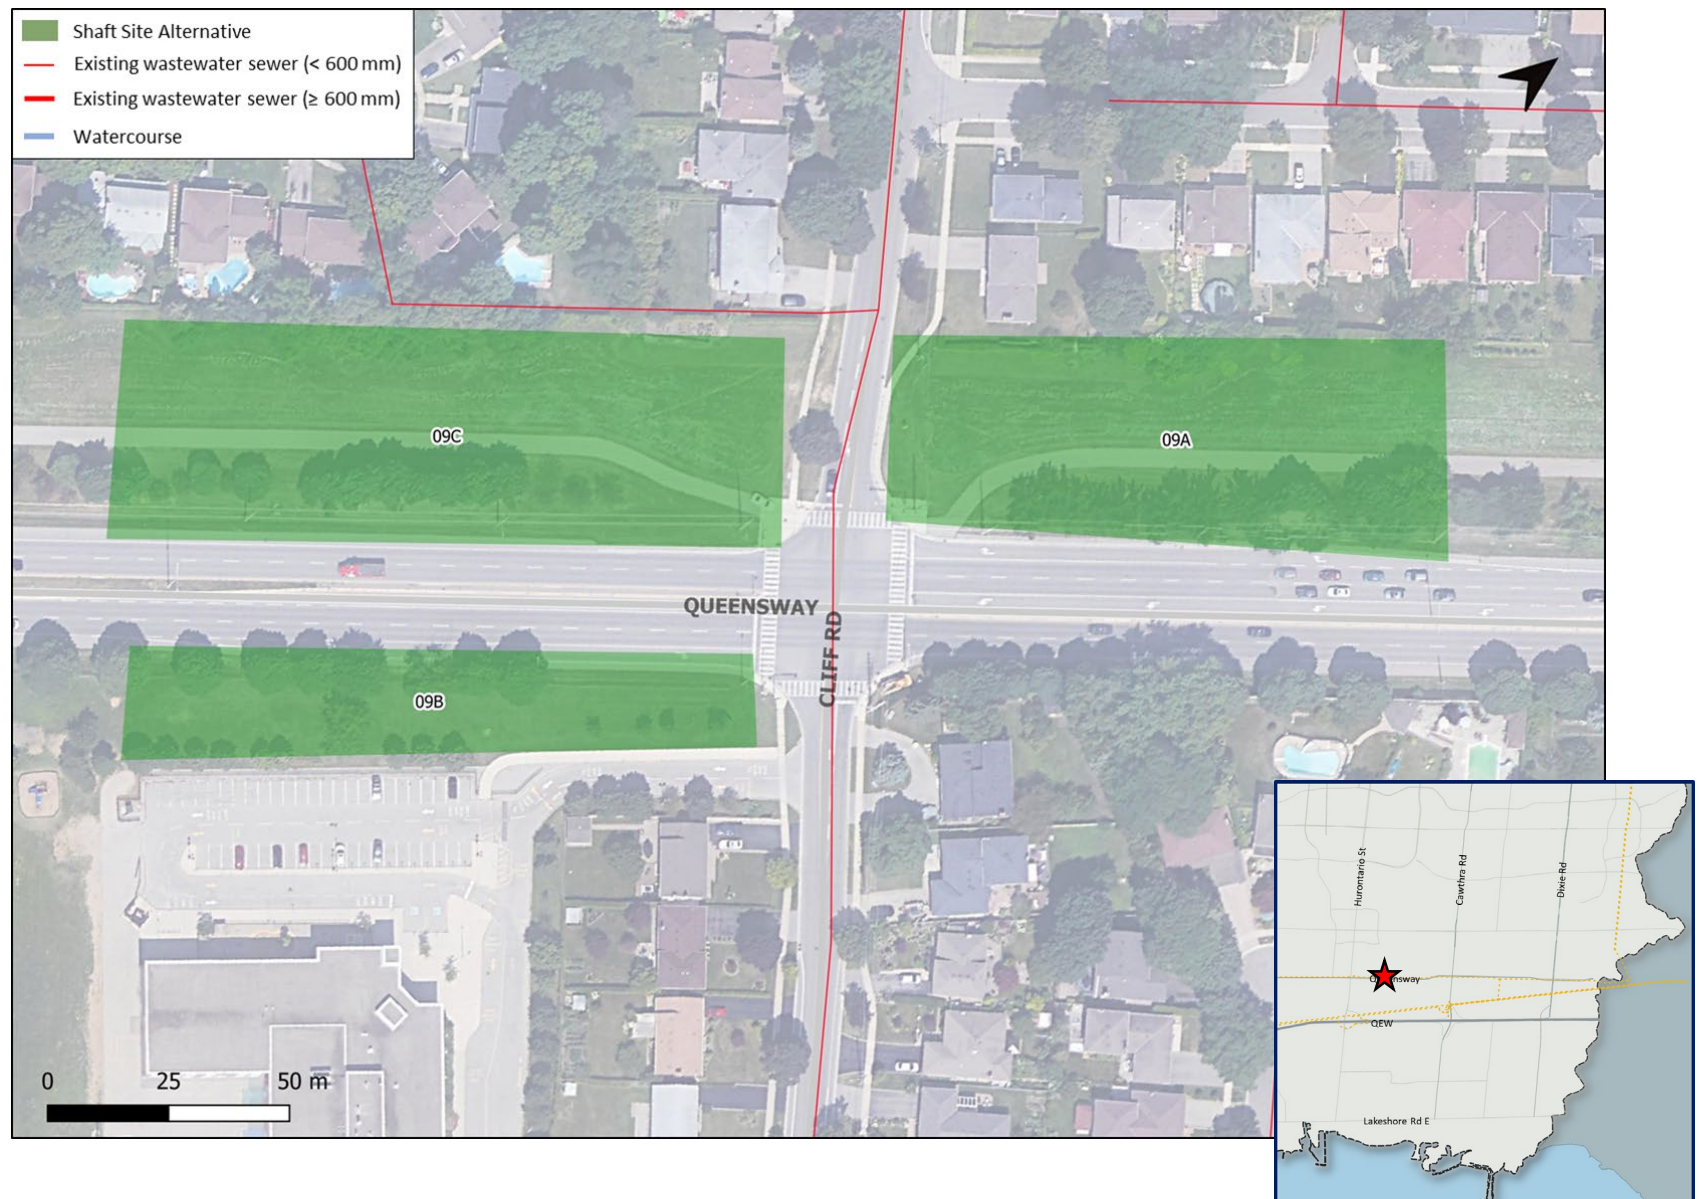 Shaft Site Alternative
Existing wastewater sewer (< 600 mm)
Existing wastewater sewer (≥ 600 mm)
Watercourse
09C
09A
QUEENSWAY
CLIFF RD
09B
0 25 50 m
Hurontario St
Cawthra Rd
Dixie Rd
QEW
Lakeshore Rd E